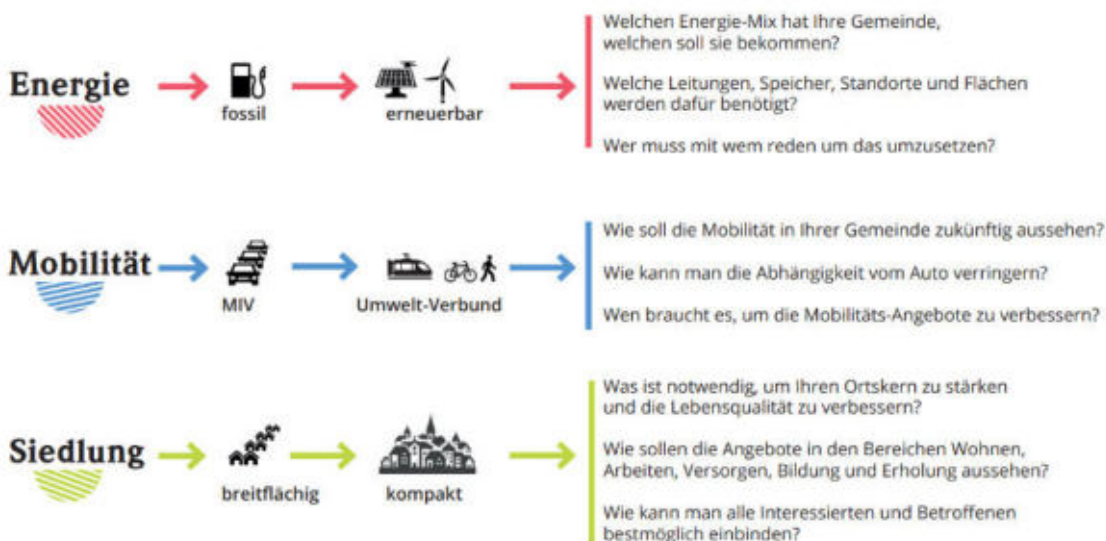 Energie
fossil
erneuerbar
Welchen Energie-Mix hat Ihre Gemeinde,
welchen soll sie bekommen?
Welche Leitungen, Speicher, Standorte und Flächen
werden dafür benötigt?
Wer muss mit wem reden um das umzusetzen?
Mobilität
MIV
Umwelt-Verbund
Wie soll die Mobilität in Ihrer Gemeinde zukünftig aussehen?
Wie kann man die Abhängigkeit vom Auto verringern?
Wen braucht es, um die Mobilitäts-Angebote zu verbessern?
Siedlung
breitflächig
kompakt
Was ist notwendig, um Ihren Ortskern zu stärken
und die Lebensqualität zu verbessern?
Wie sollen die Angebote in den Bereichen Wohnen,
Arbeiten, Versorgen, Bildung und Erholung aussehen?
Wie kann man alle Interessierten und Betroffenen
bestmöglich einbinden?